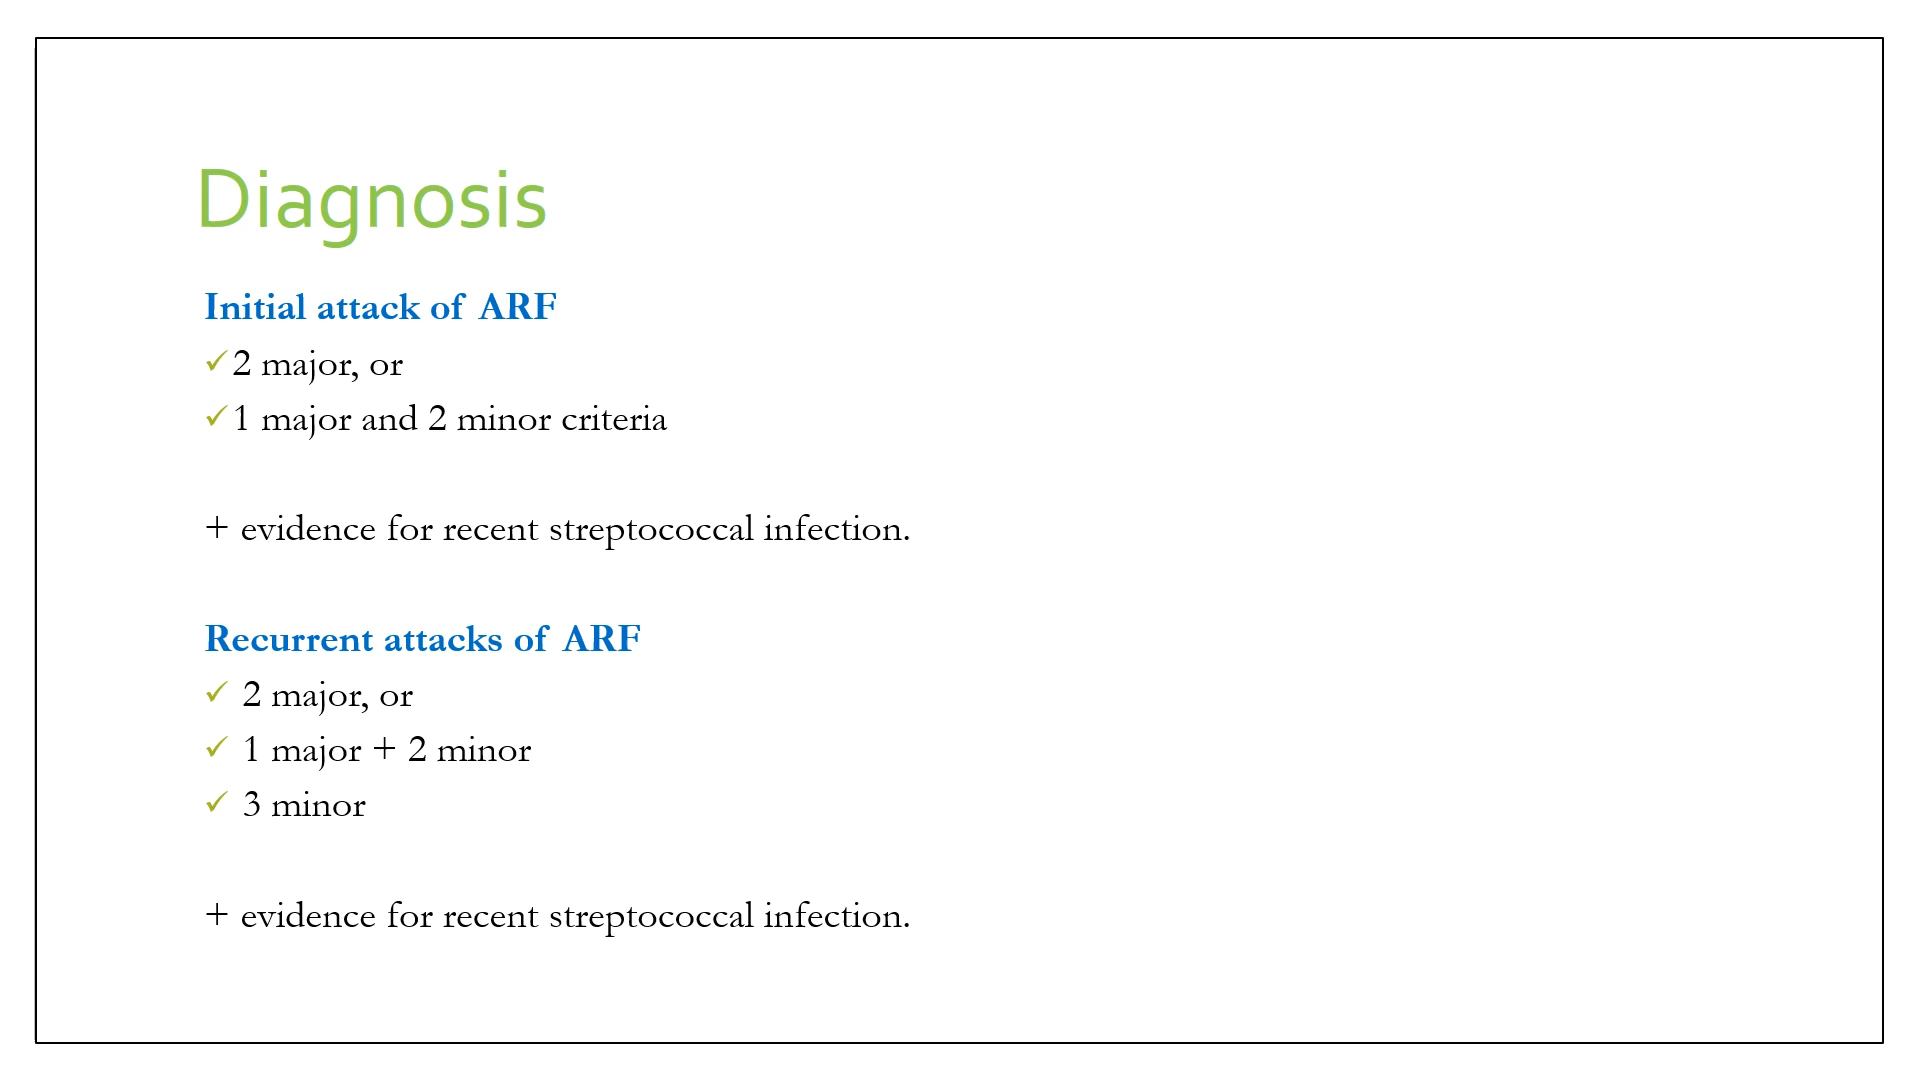 Diagnosis
Initial attack of ARF
✓2 major, or
✓1 major and 2 minor criteria
+ evidence for recent streptococcal infection.
Recurrent attacks of ARF
✓ 2 major, or
✓ 1 major + 2 minor
✓ 3 minor
+ evidence for recent streptococcal infection.